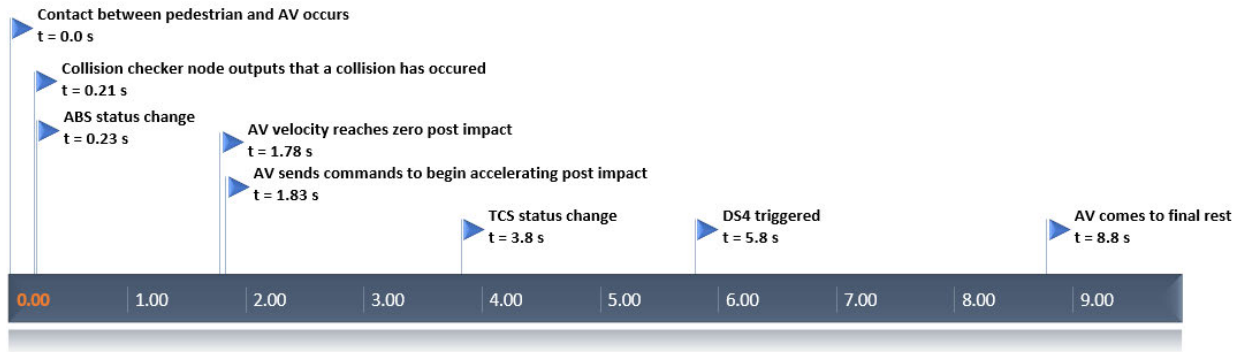 Contact between pedestrian and AV occurs
t = 0.0 s
Collision checker node outputs that a collision has occured
t = 0.21 s
ABS status change
t = 0.23 s
AV velocity reaches zero post impact
t = 1.78 s
AV sends commands to begin accelerating post impact
t = 1.83 s
TCS status change
t = 3.8 s
DS4 triggered
t = 5.8 s
AV comes to final rest
t = 8.8 s
0.00 1.00 2.00 3.00 4.00 5.00 6.00 7.00 8.00 9.00